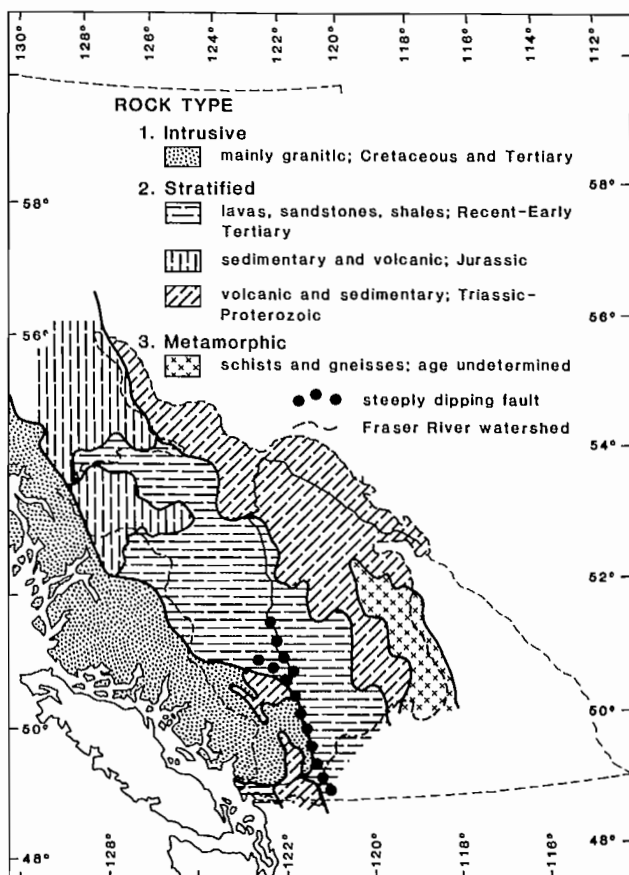 130° 128° 126° 124° 122° 120° 118° 116° 114° 112°
ROCK TYPE
1. Intrusive
mainly granitic; Cretaceous and Tertiary
2. Stratified
lavas, sandstones, shales; Recent-Early
Tertiary
sedimentary and volcanic; Jurassic
volcanic and sedimentary; Triassic-
Proterozoic
3. Metamorphic
schists and gneisses; age undetermined
steeply dipping fault
Fraser River watershed
58° 58°
56° 56°
54°
52°
50° 50°
48° 48°
-128° -122° -120° -118° -116°